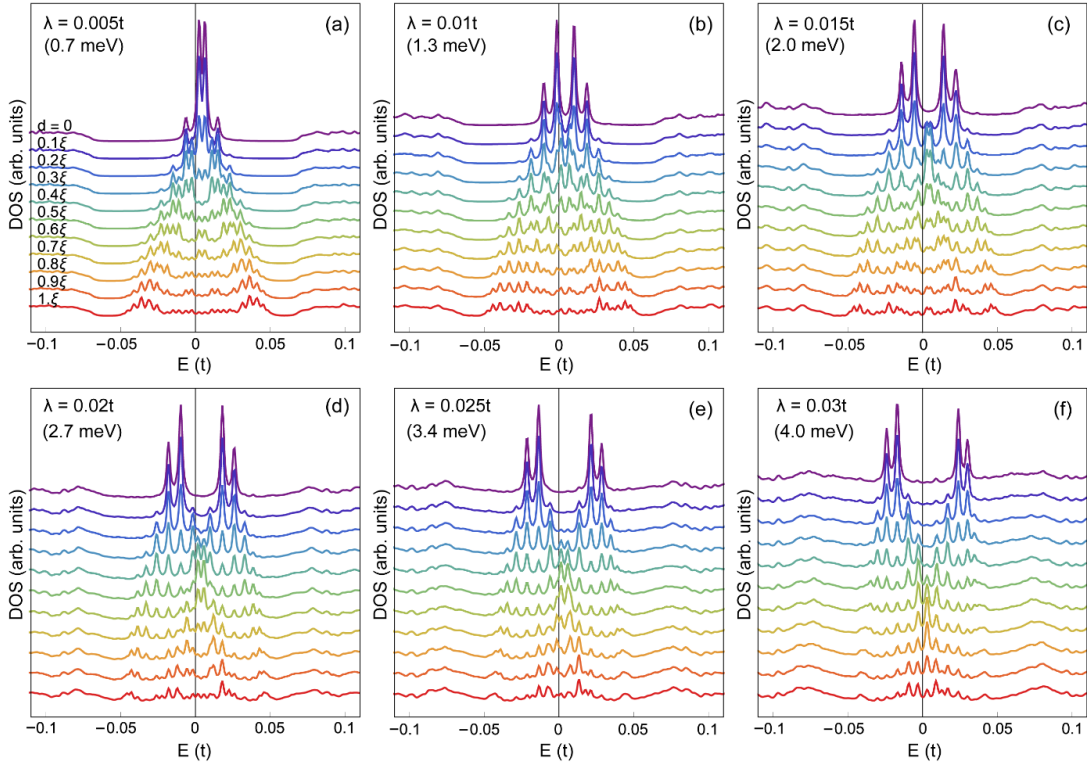 λ = 0.005t
(0.7 meV)
(a)
DOS (arb. units)
d = 0
0.1ξ
0.2ξ
0.3ξ
0.4ξ
0.5ξ
0.6ξ
0.7ξ
0.8ξ
0.9ξ
1.ξ
−0.1 −0.05 0 0.05 0.1
E (t)
λ = 0.01t
(1.3 meV)
(b)
DOS (arb. units)
−0.1 −0.05 0 0.05 0.1
E (t)
λ = 0.015t
(2.0 meV)
(c)
DOS (arb. units)
−0.1 −0.05 0 0.05 0.1
E (t)
λ = 0.02t
(2.7 meV)
(d)
DOS (arb. units)
−0.1 −0.05 0 0.05 0.1
E (t)
λ = 0.025t
(3.4 meV)
(e)
DOS (arb. units)
−0.1 −0.05 0 0.05 0.1
E (t)
λ = 0.03t
(4.0 meV)
(f)
DOS (arb. units)
−0.1 −0.05 0 0.05 0.1
E (t)